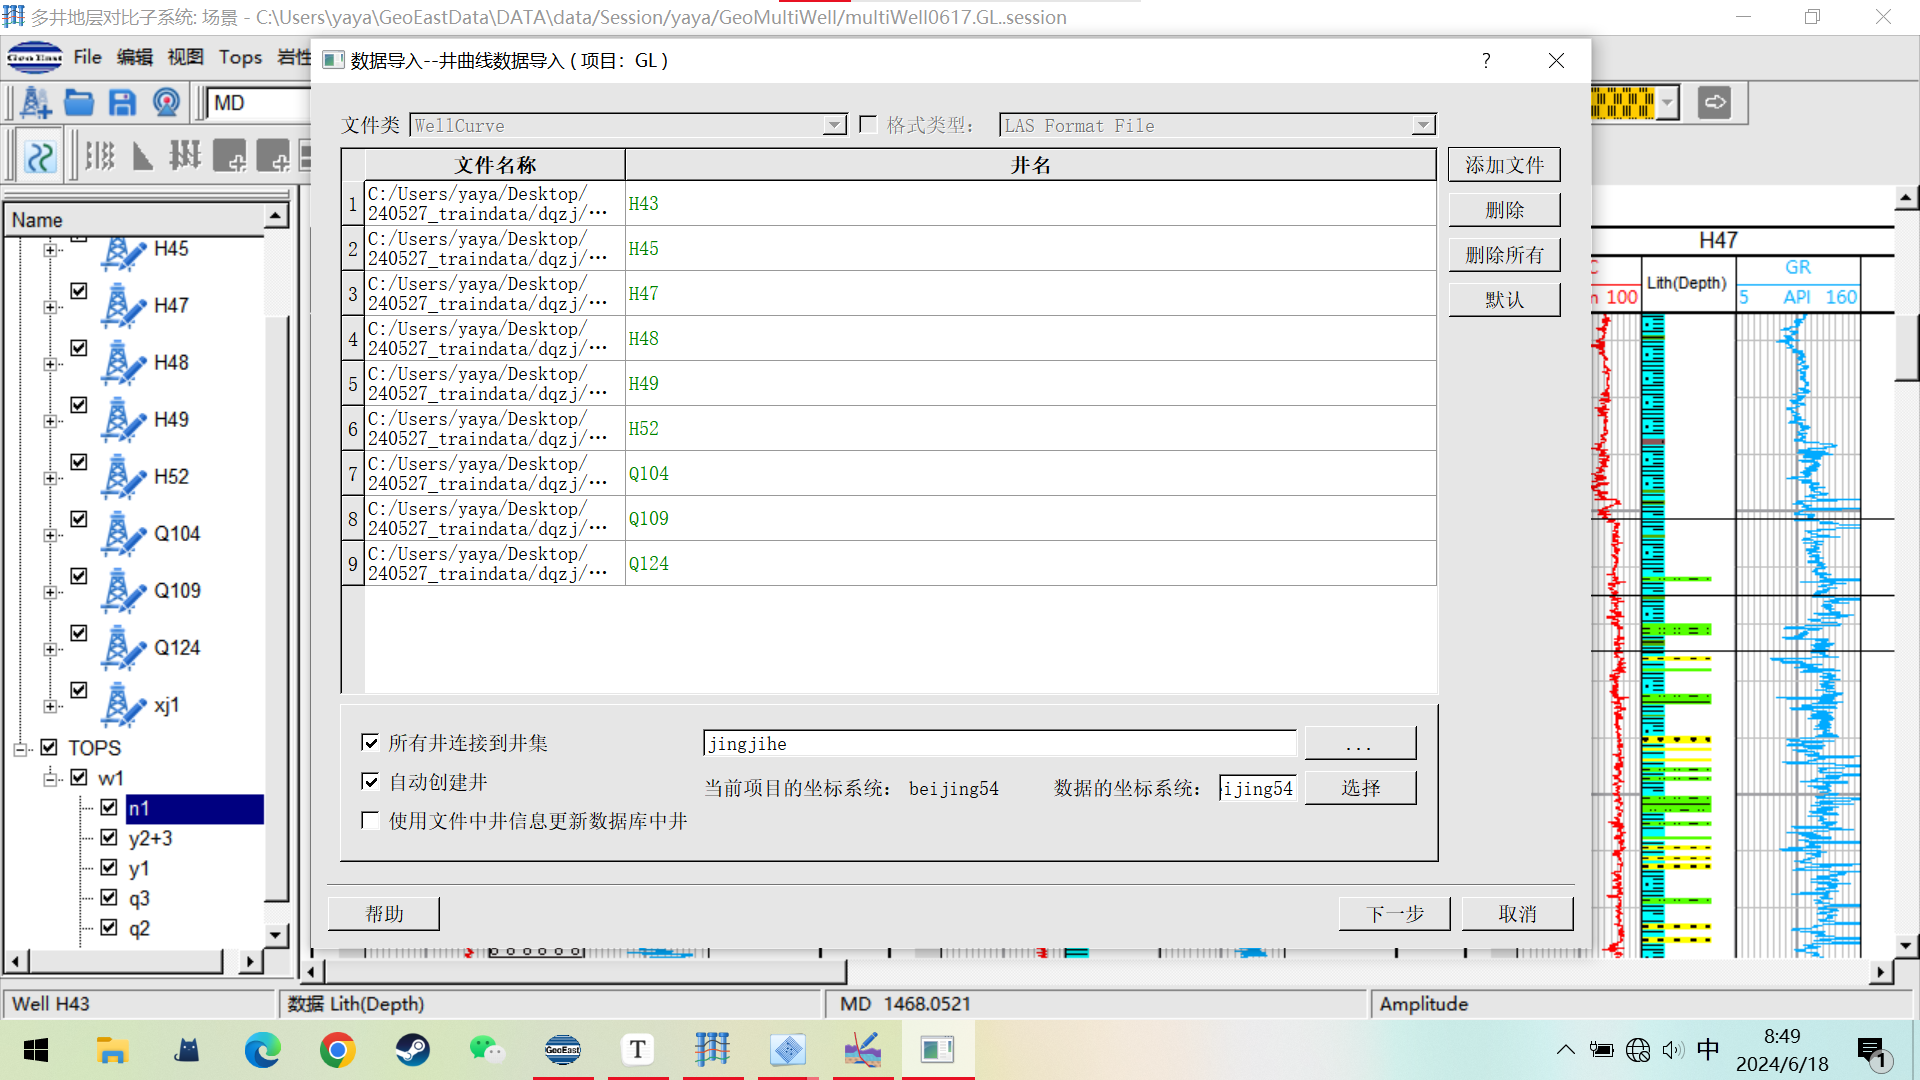 多井地层对比子系统: 场景 - C:\Users\yaya\GeoEastData\DATA\data/Session/yaya/GeoMultiWell/multiWell0617.GL..session
GeoEast File 编辑 视图 Tops 岩性
MD
数据导入--井曲线数据导入 ( 项目：GL )
?
文件类 WellCurve 格式类型: LAS Format File
文件名称 井名
1 C:/Users/yaya/Desktop/
240527_traindata/dqzj/··· H43
2 C:/Users/yaya/Desktop/
240527_traindata/dqzj/··· H45
3 C:/Users/yaya/Desktop/
240527_traindata/dqzj/··· H47
4 C:/Users/yaya/Desktop/
240527_traindata/dqzj/··· H48
5 C:/Users/yaya/Desktop/
240527_traindata/dqzj/··· H49
6 C:/Users/yaya/Desktop/
240527_traindata/dqzj/··· H52
7 C:/Users/yaya/Desktop/
240527_traindata/dqzj/··· Q104
8 C:/Users/yaya/Desktop/
240527_traindata/dqzj/··· Q109
9 C:/Users/yaya/Desktop/
240527_traindata/dqzj/··· Q124
添加文件
删除
删除所有
默认
所有井连接到井集 jingjihe ...
自动创建井 当前项目的坐标系统: beijing54 数据的坐标系统: ijing54 选择
使用文件中井信息更新数据库中井
帮助 下一步 取消
Name
H45
H47
H48
H49
H52
Q104
Q109
Q124
xj1
TOPS
w1
n1
y2+3
y1
q3
q2
H47
100 Lith(Depth) GR
5 API 160
Well H43 数据 Lith(Depth) MD 1468.0521 Amplitude
GeoEast T 中 8:49
2024/6/18
1